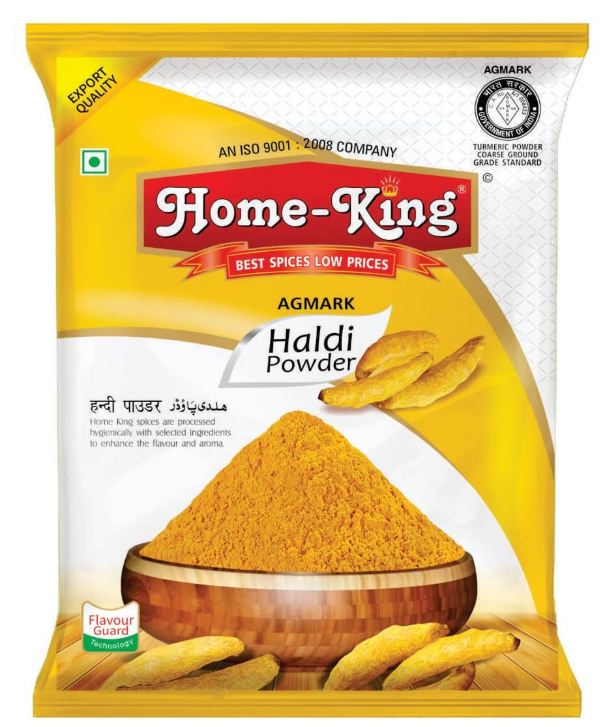 EXPORT
QUALITY
AGMARK
भारत सरकार
GOVERNMENT OF INDIA
TURMERIC POWDER
COARSE GROUND
GRADE STANDARD
©
AN ISO 9001 : 2008 COMPANY
Home-King®
BEST SPICES LOW PRICES
AGMARK
Haldi
Powder
हन्दी पाउडर ھلدی پاؤڈر
Home King spices are processed
hygienically with selected ingredients
to enhance the flavour and aroma.
Flavour
Guard
Technology